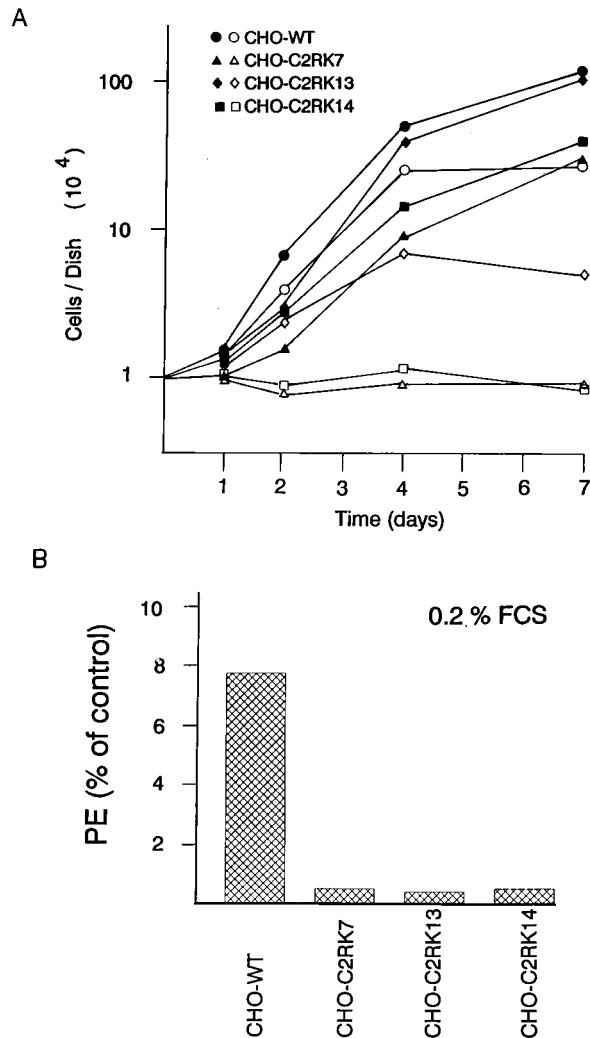 A
● ○ CHO-WT
▲ △ CHO-C2RK7
◆ ◇ CHO-C2RK13
■ □ CHO-C2RK14
100
10
1
Cells / Dish (10 4)
1 2 3 4 5 6 7
Time (days)
B
0.2 % FCS
10
8
6
4
2
PE (% of control)
CHO-WT
CHO-C2RK7
CHO-C2RK13
CHO-C2RK14